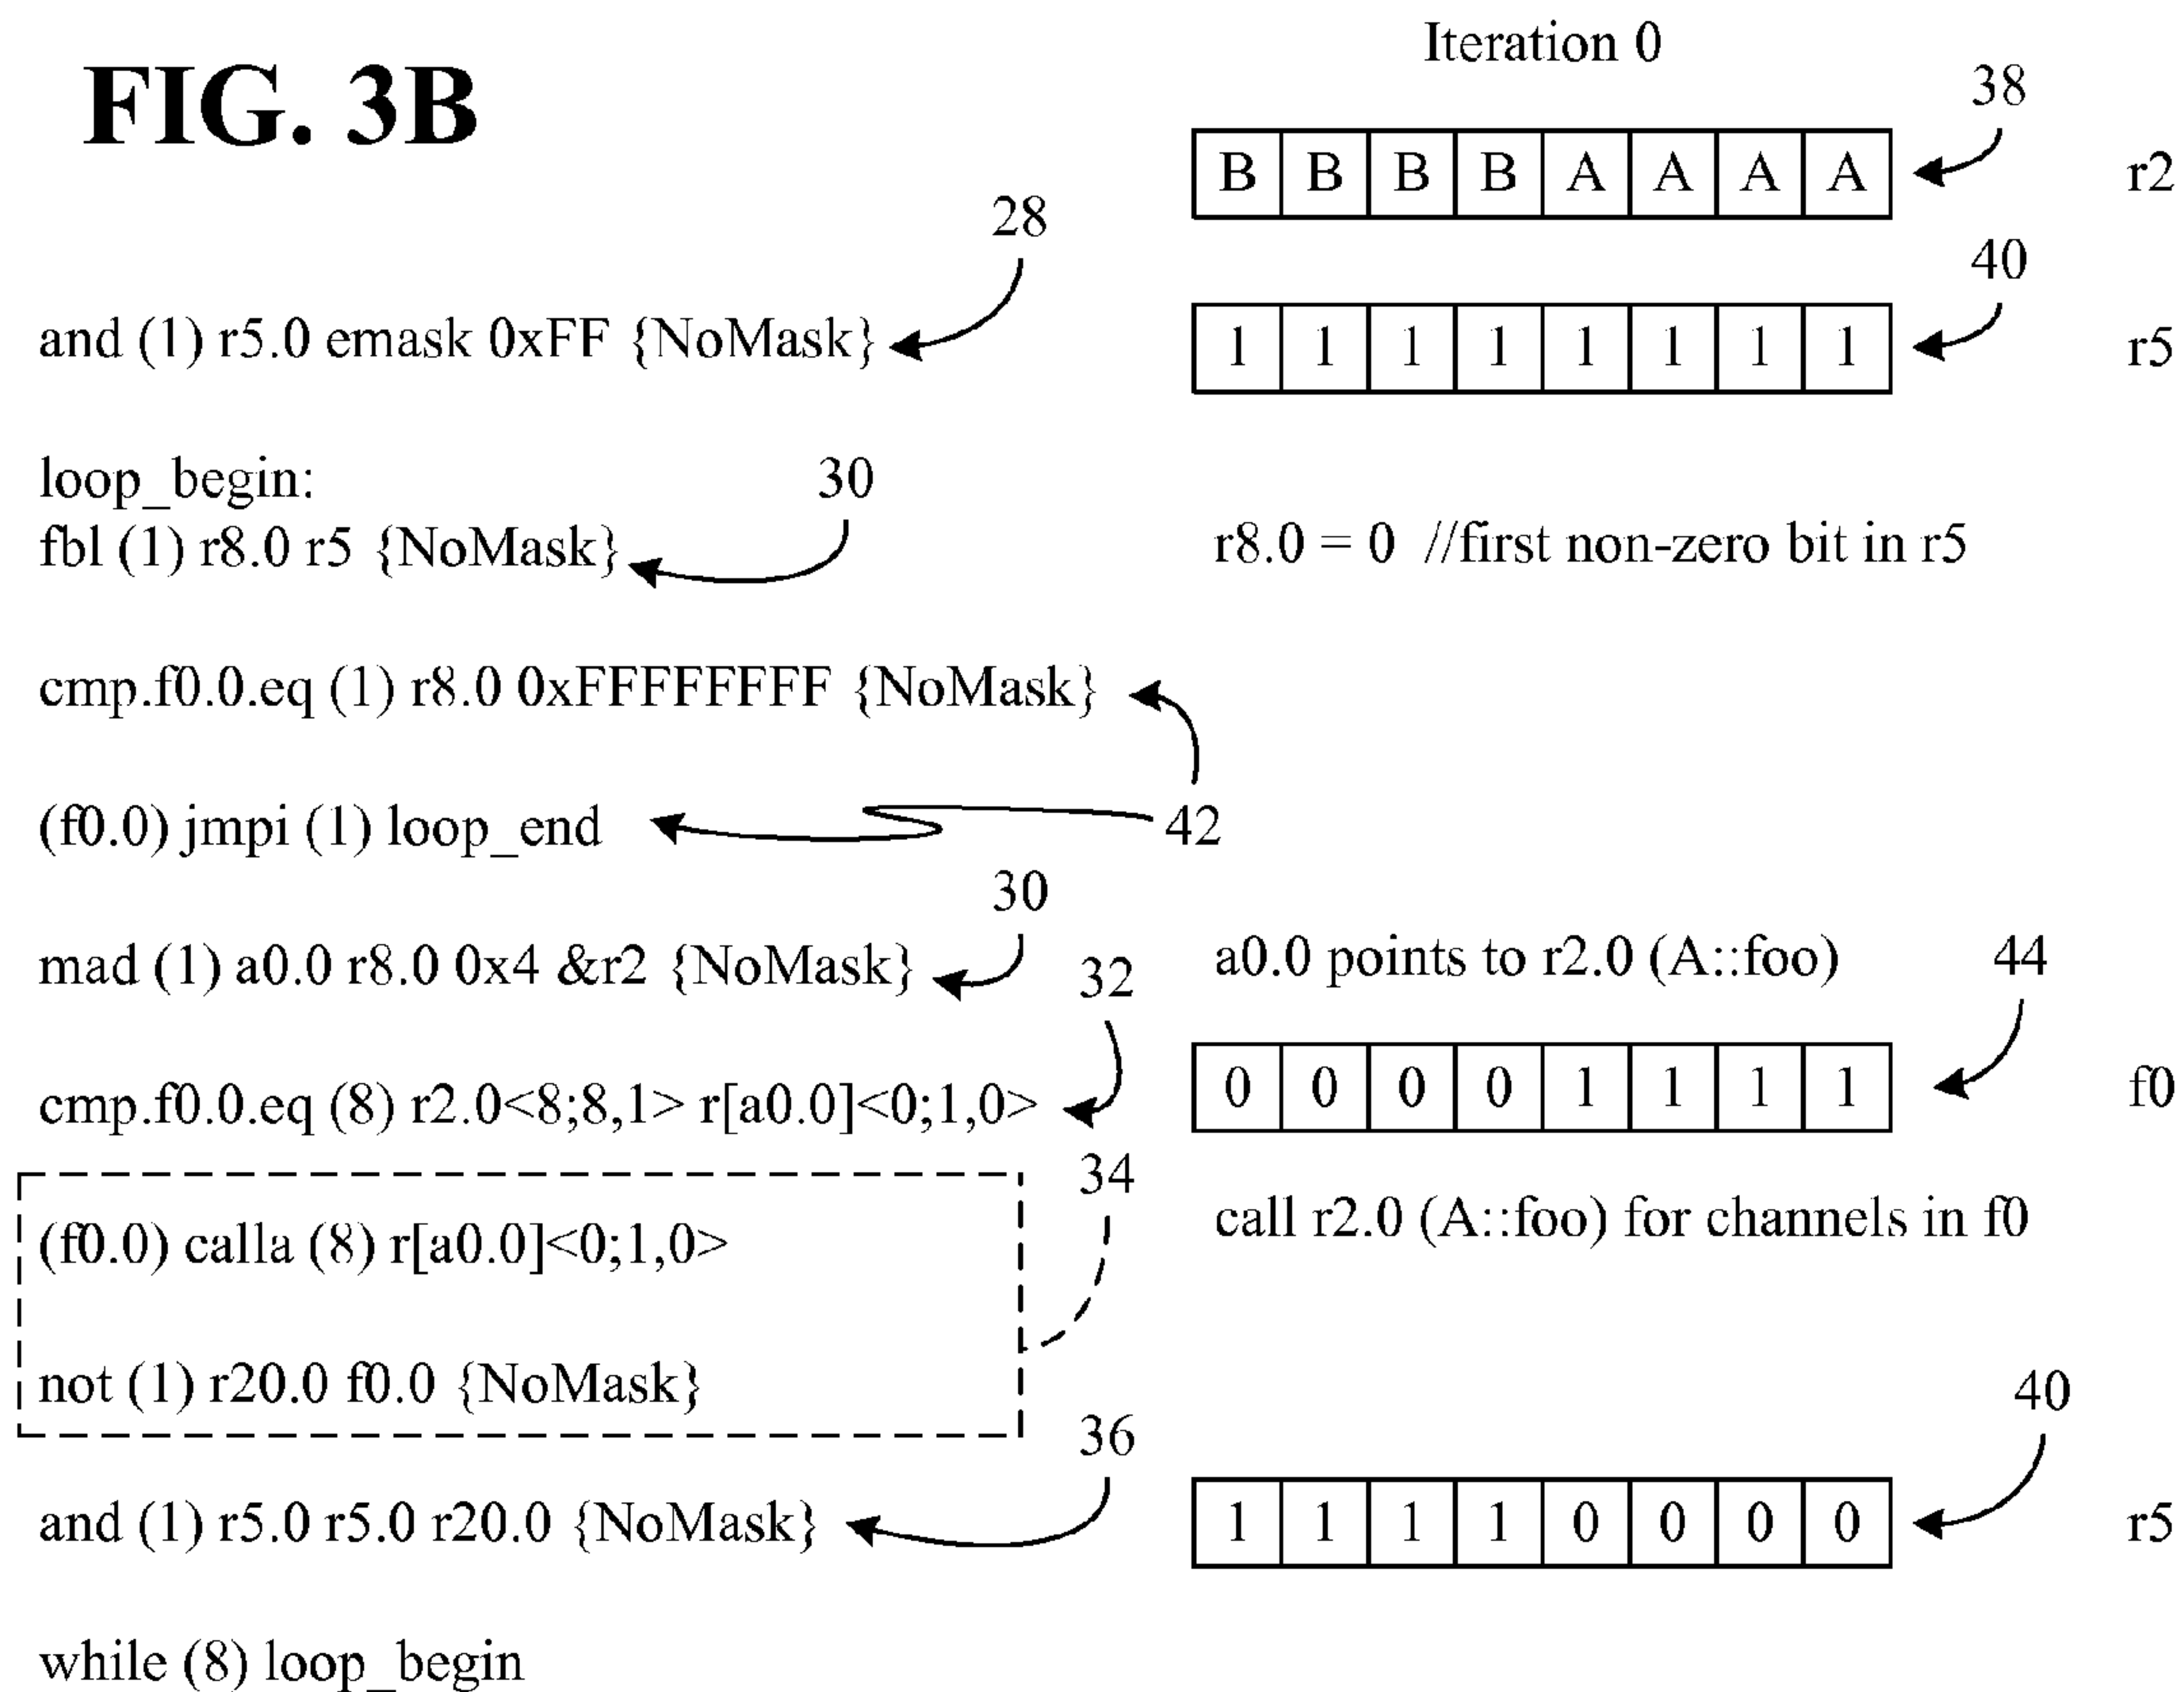 FIG. 3B
Iteration 0
38
B B B B A A A A r2
28
40
and (1) r5.0 emask 0xFF {NoMask}
1 1 1 1 1 1 1 1 r5
loop_begin:
30
fbl (1) r8.0 r5 {NoMask}
r8.0 = 0 //first non-zero bit in r5
cmp.f0.0.eq (1) r8.0 0xFFFFFFFF {NoMask}
(f0.0) jmpi (1) loop_end
42
30
mad (1) a0.0 r8.0 0x4 &r2 {NoMask}
32
a0.0 points to r2.0 (A::foo)
44
cmp.f0.0.eq (8) r2.0<8;8,1> r[a0.0]<0;1,0>
0 0 0 0 1 1 1 1 f0
34
(f0.0) calla (8) r[a0.0]<0;1,0>
call r2.0 (A::foo) for channels in f0
not (1) r20.0 f0.0 {NoMask}
40
36
and (1) r5.0 r5.0 r20.0 {NoMask}
1 1 1 1 0 0 0 0 r5
while (8) loop_begin